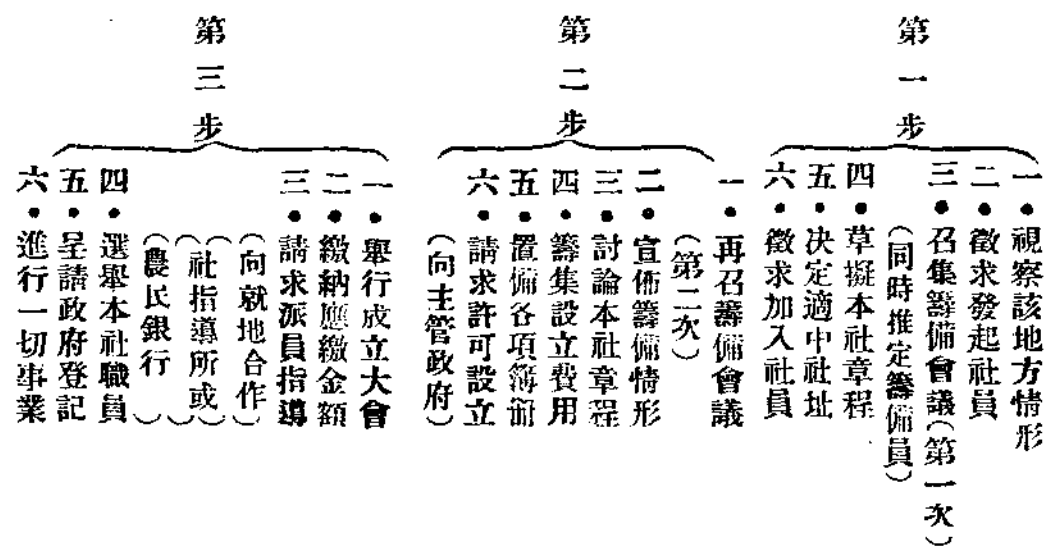 第一步
一•視察該地方情形
二•徵求發起社員
三•召集籌備會議(第一次)
(同時推定籌備員)
四•草擬本社章程
五•决定適中社址
六•徵求加入社員
第二步
一•再召籌備會議
(第二次)
二•宣佈籌備情形
三•討論本社章程
四•籌集設立費用
五•置備各項簿冊
六•請求許可設立
(向主管政府)
第三步
一•舉行成立大會
二•繳納應繳金額
三•請求派員指導
(向就地合作)
(社指導所或)
(農民銀行)
四•選舉本社職員
五•呈請政府登記
六•進行一切事業